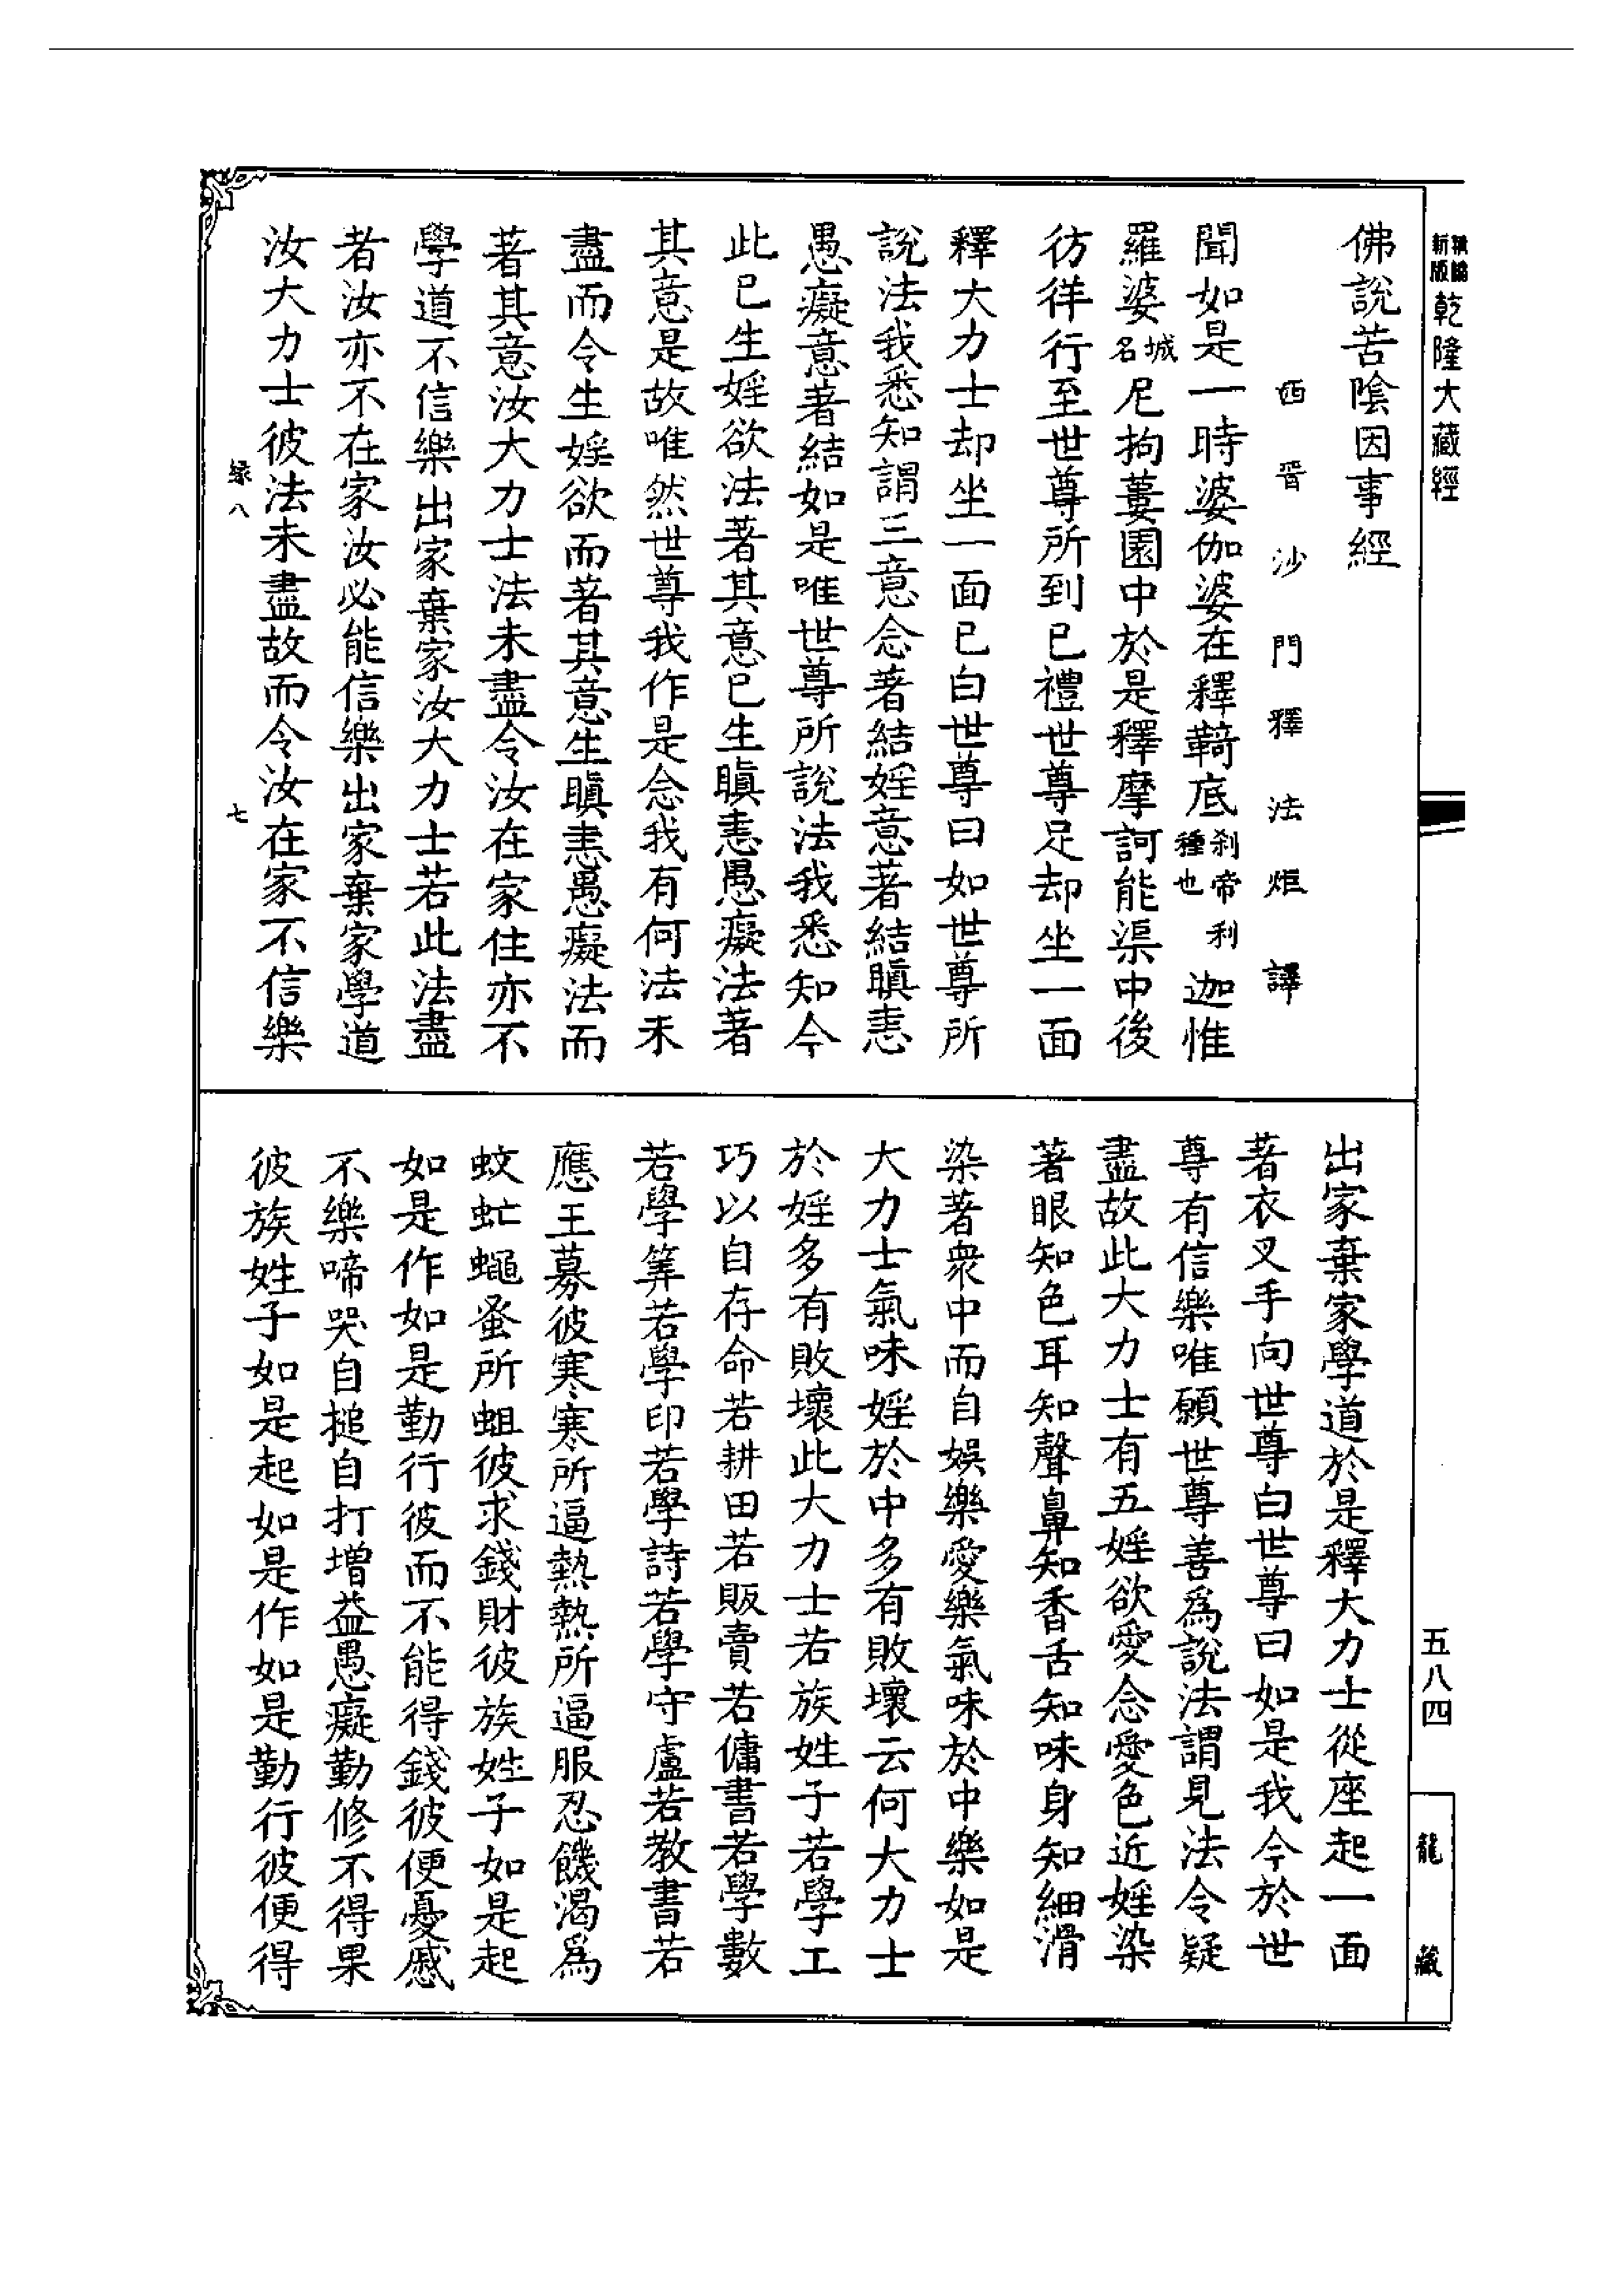 新版
乾隆大藏經
佛說苦陰因事經
西晉沙門釋法炬譯
聞如是一時婆伽婆在釋鞊底剎帝利種也迦惟
羅婆城名尼拘蔞園中於是釋摩訶能渠中後
彷徉行至世尊所到已禮世尊足却坐一面
釋大力士却坐一面已白世尊曰如世尊所
說法我悉知謂三意念著結婬意著結瞋恚
愚癡意著結如是唯世尊所說法我悉知今
此已生婬欲法著其意已生瞋恚愚癡法著
其意是故唯然世尊我作是念我有何法未
盡而令生婬欲而著其意生瞋恚愚癡法而
著其意汝大力士法未盡令汝在家住亦不
學道不信樂出家棄家汝大力士若此法盡
者汝亦不在家汝必能信樂出家棄家學道
汝大力士彼法未盡故而令汝在家不信樂
緣八
七
出家棄家學道於是釋大力士從座起一面
著衣叉手向世尊白世尊曰如是我今於世
尊有信樂唯願世尊善為說法謂見法令疑
盡故此大力士有五婬欲愛念愛色近婬染
著眼知色耳知聲鼻知香舌知味身知細滑
染著衆中而自娛樂愛樂氣味於中樂如是
大力士氣味婬於中多有敗壞云何大力士
於婬多有敗壞此大力士若族姓子若學工
巧以自存命若耕田若販賣若傭書若學數
若學筭若學印若學詩若學守盧若教書若
應王募彼寒寒所逼熱熱所逼服忍饑渴為
蚊虻蠅蚤所蛆彼求錢財彼族姓子如是起
如是作如是勤行彼而不能得錢彼便憂慼
不樂啼哭自搥自打增益愚癡勤修不得果
彼族姓子如是起如是作如是勤行彼便得
五八四
龍藏